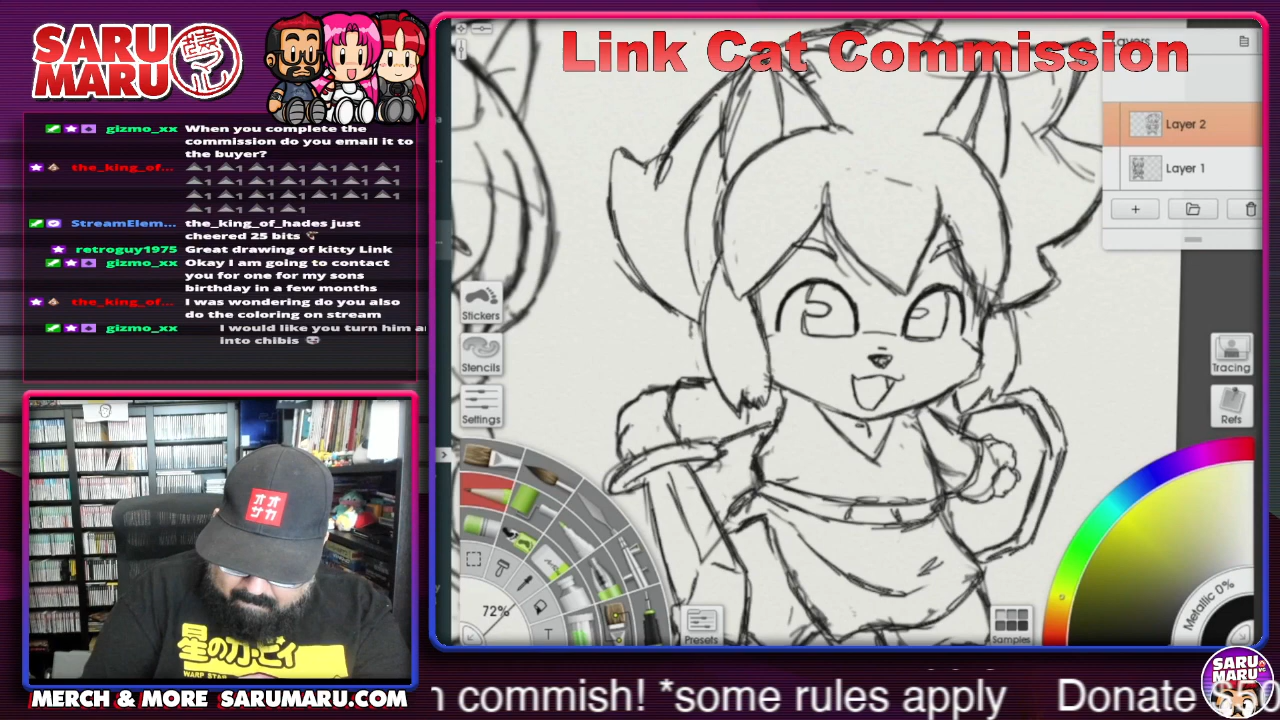 SARU
MARU
Link Cat Commission
gizmo_xx When you complete the
commission do you email it to
the buyer?
the_king_of...
StreamElem... the_king_of_hades just
cheered 25 bits
retroguy1975 Great drawing of kitty Link
gizmo_xx Okay I am going to contact
you for one for my sons
birthday in a few months
the_king_of... I was wondering do you also
do the coloring on stream
gizmo_xx I would like you turn him
into chibis
Layers
Layer 2
Layer 1
Stickers
Stencils
Settings
Tracing
Refs
72%
Presets
Samples
Metallic 0%
オオ
サカ
星のカービィ
WARP STAR
MERCH & MORE SARUMARU.COM
commish! *some rules apply Donate
SARU
MARU